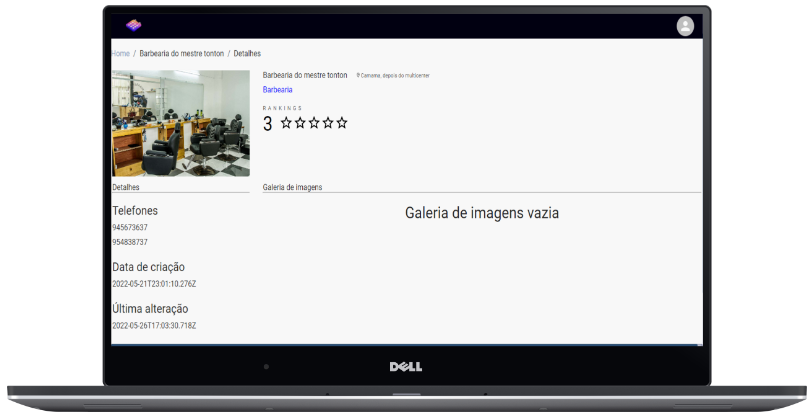 Home / Barbearia do mestre tonton / Detalhes
Barbearia do mestre tonton
Camama, depois do multicenter
Barbearia
RANKINGS
3
Detalhes
Galeria de imagens
Telefones
945673637
954838737
Galeria de imagens vazia
Data de criação
2022-05-21T23:01:10.276Z
Última alteração
2022-05-26T17:03:30.718Z
DELL